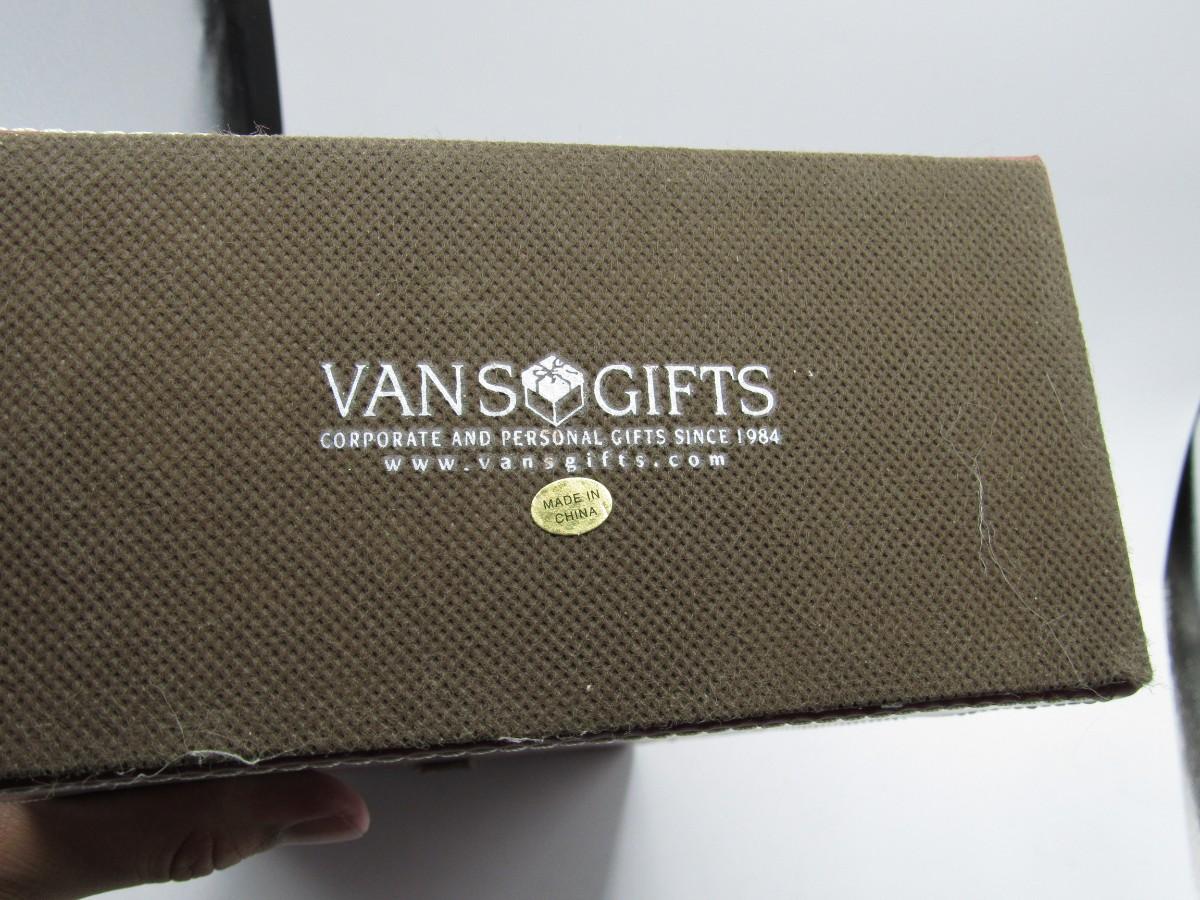 VANS GIFTS
CORPORATE AND PERSONAL GIFTS SINCE 1984
www.vansgifts.com
MADE IN
CHINA